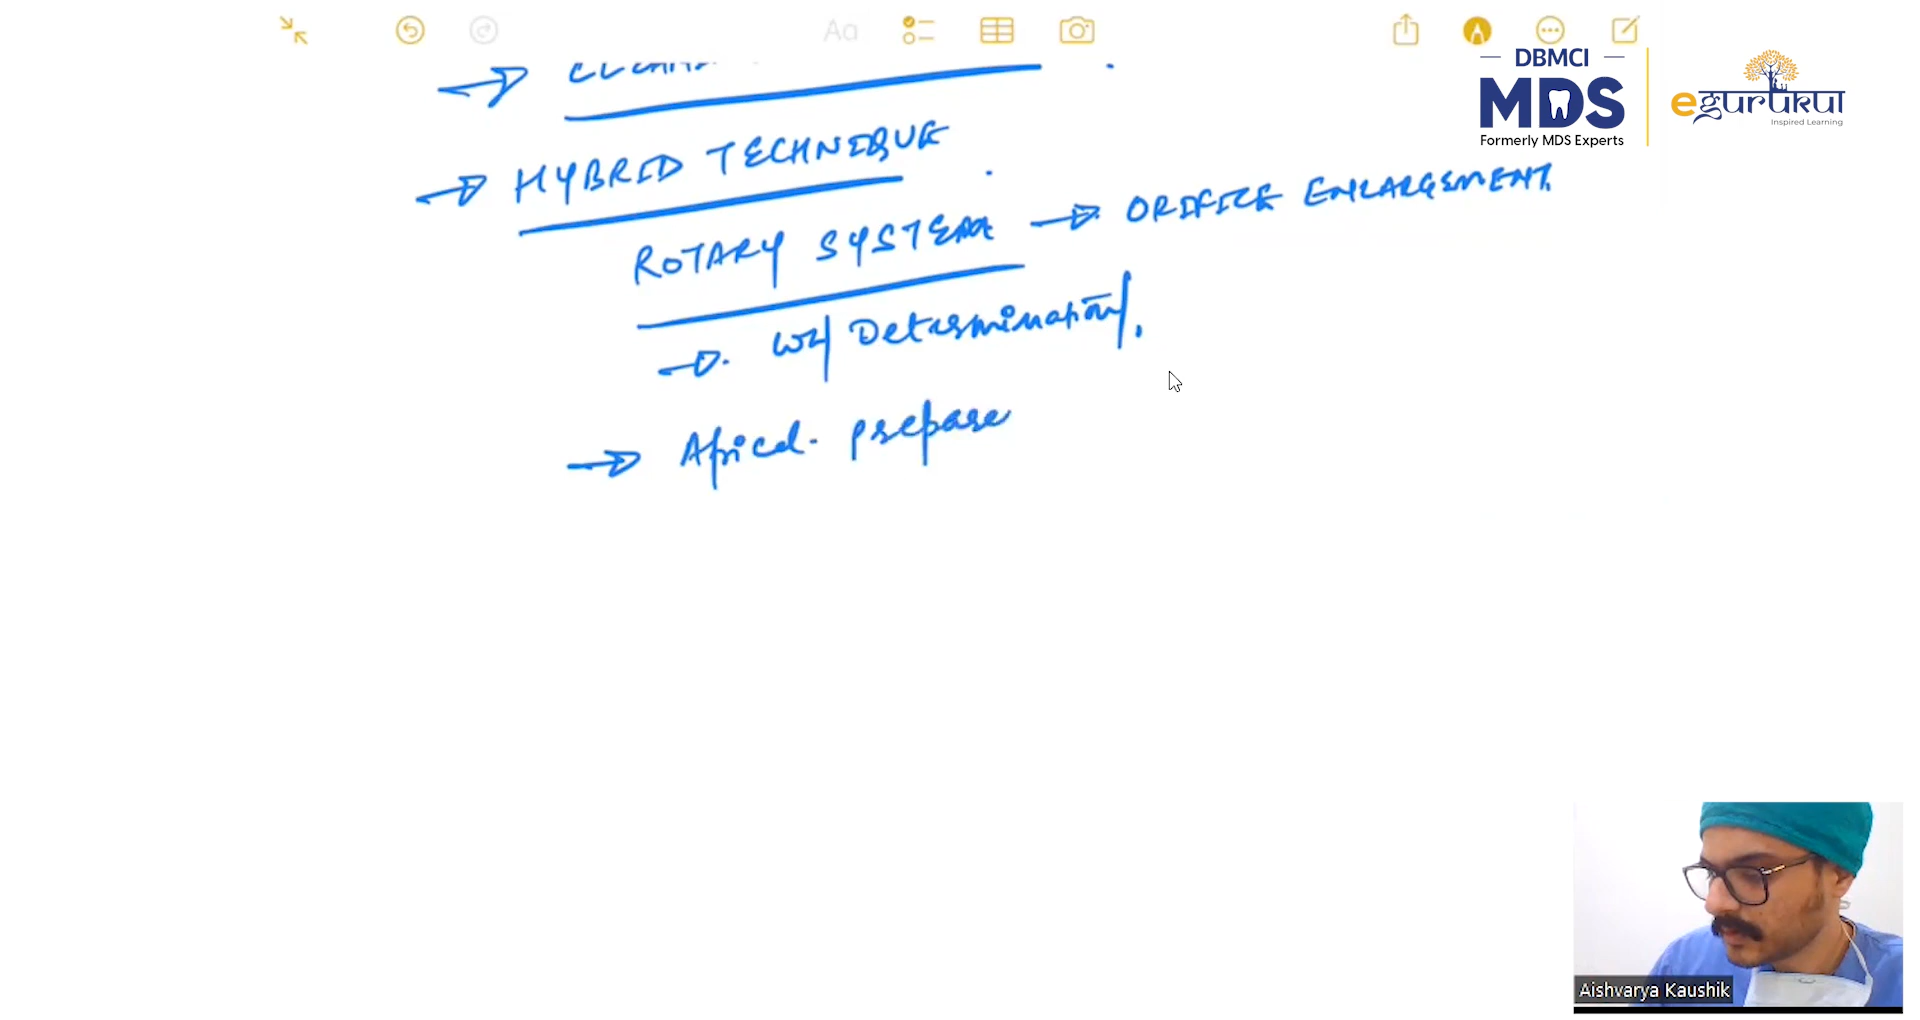 Aa
DBMCI
MDS
Formerly MDS Experts
egurukul
Inspired Learning
→ HYBRID TECHNIQUE
ROTARY SYSTEM → ORIFICE ENLARGEMENT.
→ WL Determination.
→ Apical prepare
Aishvarya Kaushik